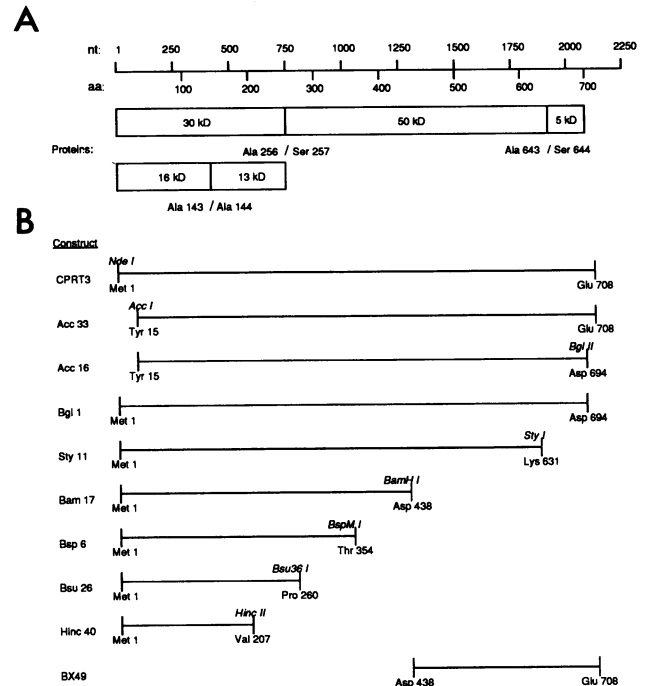 A
nt: 1 250 500 750 1000 1250 1500 1750 2000 2250
aa: 100 200 300 400 500 600 700
30 kD 50 kD 5 kD
Proteins: Ala 256 / Ser 257 Ala 643 / Ser 644
16 kD 13 kD
Ala 143 / Ala 144
B
Construct
Nde I
CPRT3
Met 1 Glu 708
Acc I
Acc 33
Tyr 15 Glu 708
Bgl II
Acc 16
Tyr 15 Asp 694
Bgl 1
Met 1 Asp 694
Sty I
Sty 11
Met 1 Lys 631
BamH I
Bam 17
Met 1 Asp 438
BspM I
Bsp 6
Met 1 Thr 354
Bsu36 I
Bsu 26
Met 1 Pro 260
Hinc II
Hinc 40
Met 1 Val 207
BX49
Asp 438 Glu 708